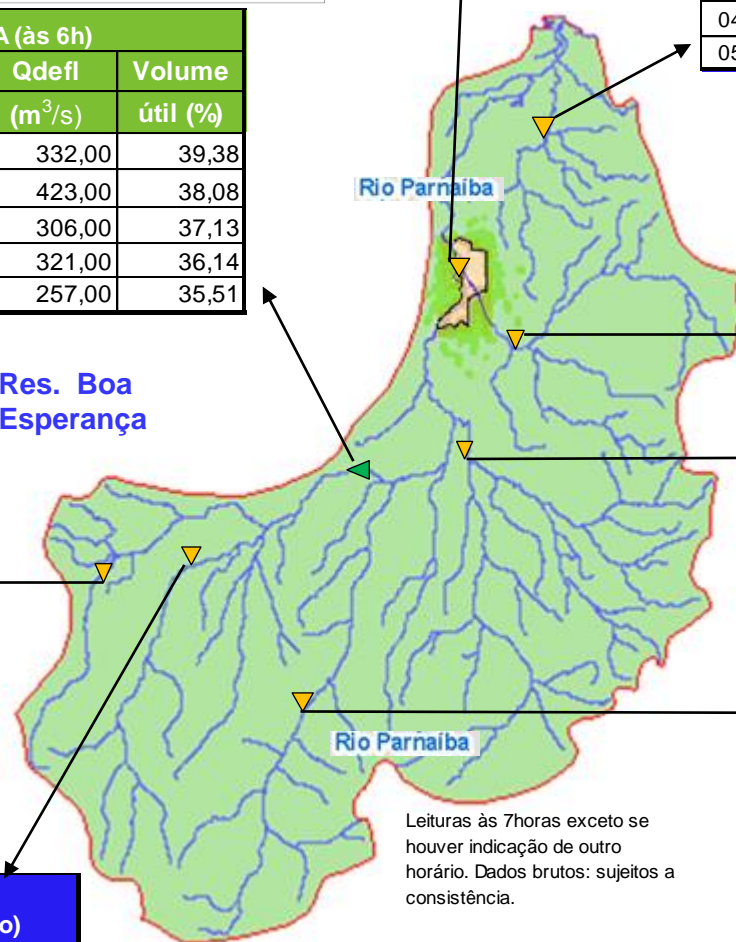 A (às 6h)
Qdefl Volume
(m³/s) útil (%)
332,00 39,38
423,00 38,08
306,00 37,13
321,00 36,14
257,00 35,51
04
05
Rio Parnaíba
Res. Boa
Esperança
Rio Parnaíba
Leituras às 7horas exceto se
houver indicação de outro
horário. Dados brutos: sujeitos a
consistência.
o)